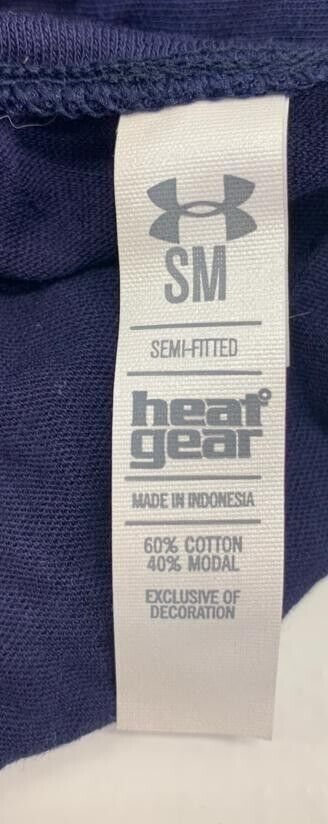 SM
SEMI-FITTED
heat
gear
MADE IN INDONESIA
60% COTTON
40% MODAL
EXCLUSIVE OF
DECORATION